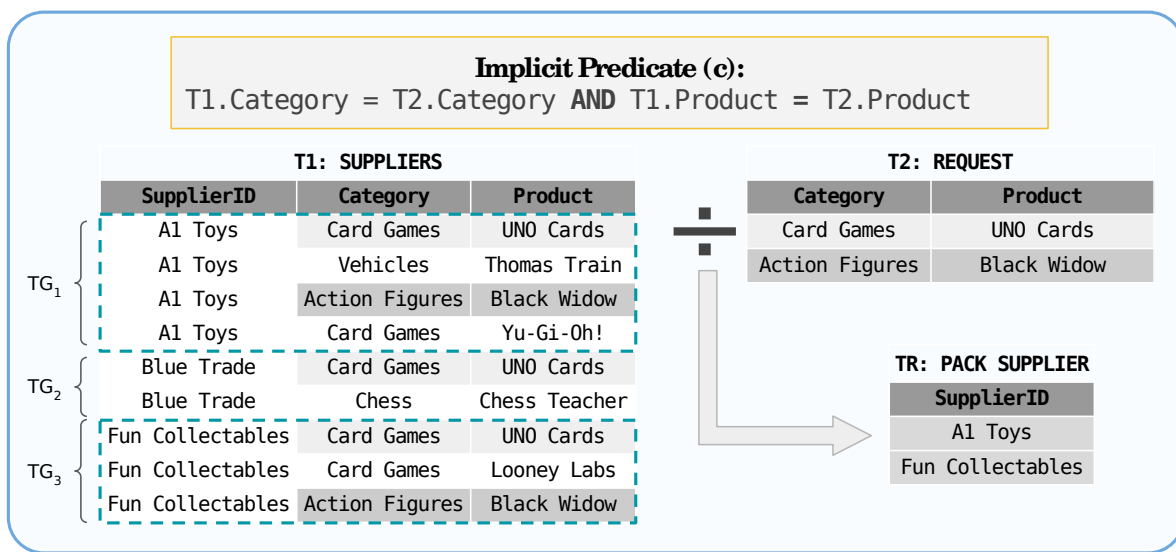 Implicit Predicate (c):
T1.Category = T2.Category AND T1.Product = T2.Product
T1: SUPPLIERS
SupplierID Category Product
TG1
A1 Toys Card Games UNO Cards
A1 Toys Vehicles Thomas Train
A1 Toys Action Figures Black Widow
A1 Toys Card Games Yu-Gi-Oh!
TG2
Blue Trade Card Games UNO Cards
Blue Trade Chess Chess Teacher
TG3
Fun Collectables Card Games UNO Cards
Fun Collectables Card Games Looney Labs
Fun Collectables Action Figures Black Widow
÷
T2: REQUEST
Category Product
Card Games UNO Cards
Action Figures Black Widow
TR: PACK SUPPLIER
SupplierID
A1 Toys
Fun Collectables